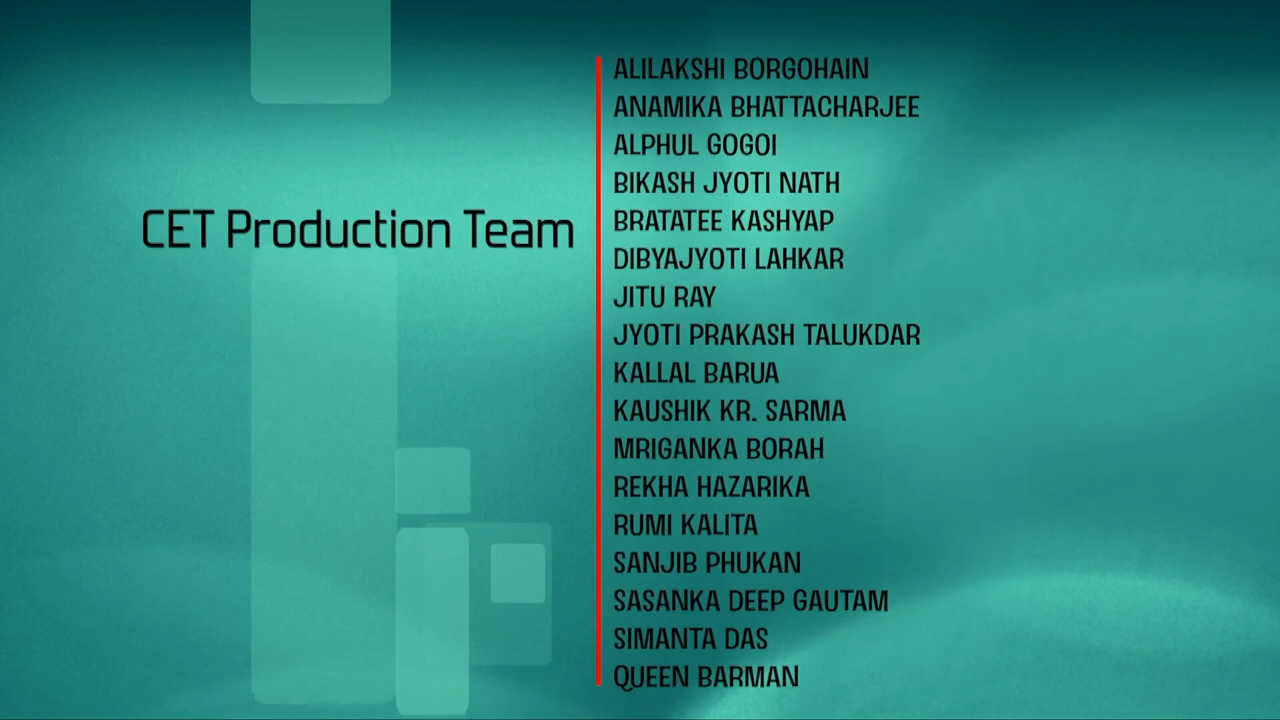 CET Production Team
ALILAKSHI BORGOHAIN
ANAMIKA BHATTACHARJEE
ALPHUL GOGOI
BIKASH JYOTI NATH
BRATATEE KASHYAP
DIBYAJYOTI LAHKAR
JITU RAY
JYOTI PRAKASH TALUKDAR
KALLAL BARUA
KAUSHIK KR. SARMA
MRIGANKA BORAH
REKHA HAZARIKA
RUMI KALITA
SANJIB PHUKAN
SASANKA DEEP GAUTAM
SIMANTA DAS
QUEEN BARMAN